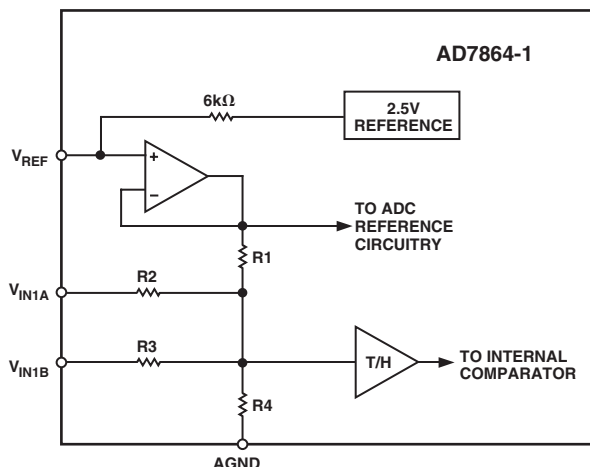 AD7864-1
6kΩ
2.5V
REFERENCE
VREF
+
−
TO ADC
REFERENCE
CIRCUITRY
R1
VIN1A
R2
VIN1B
R3
T/H
TO INTERNAL
COMPARATOR
R4
AGND